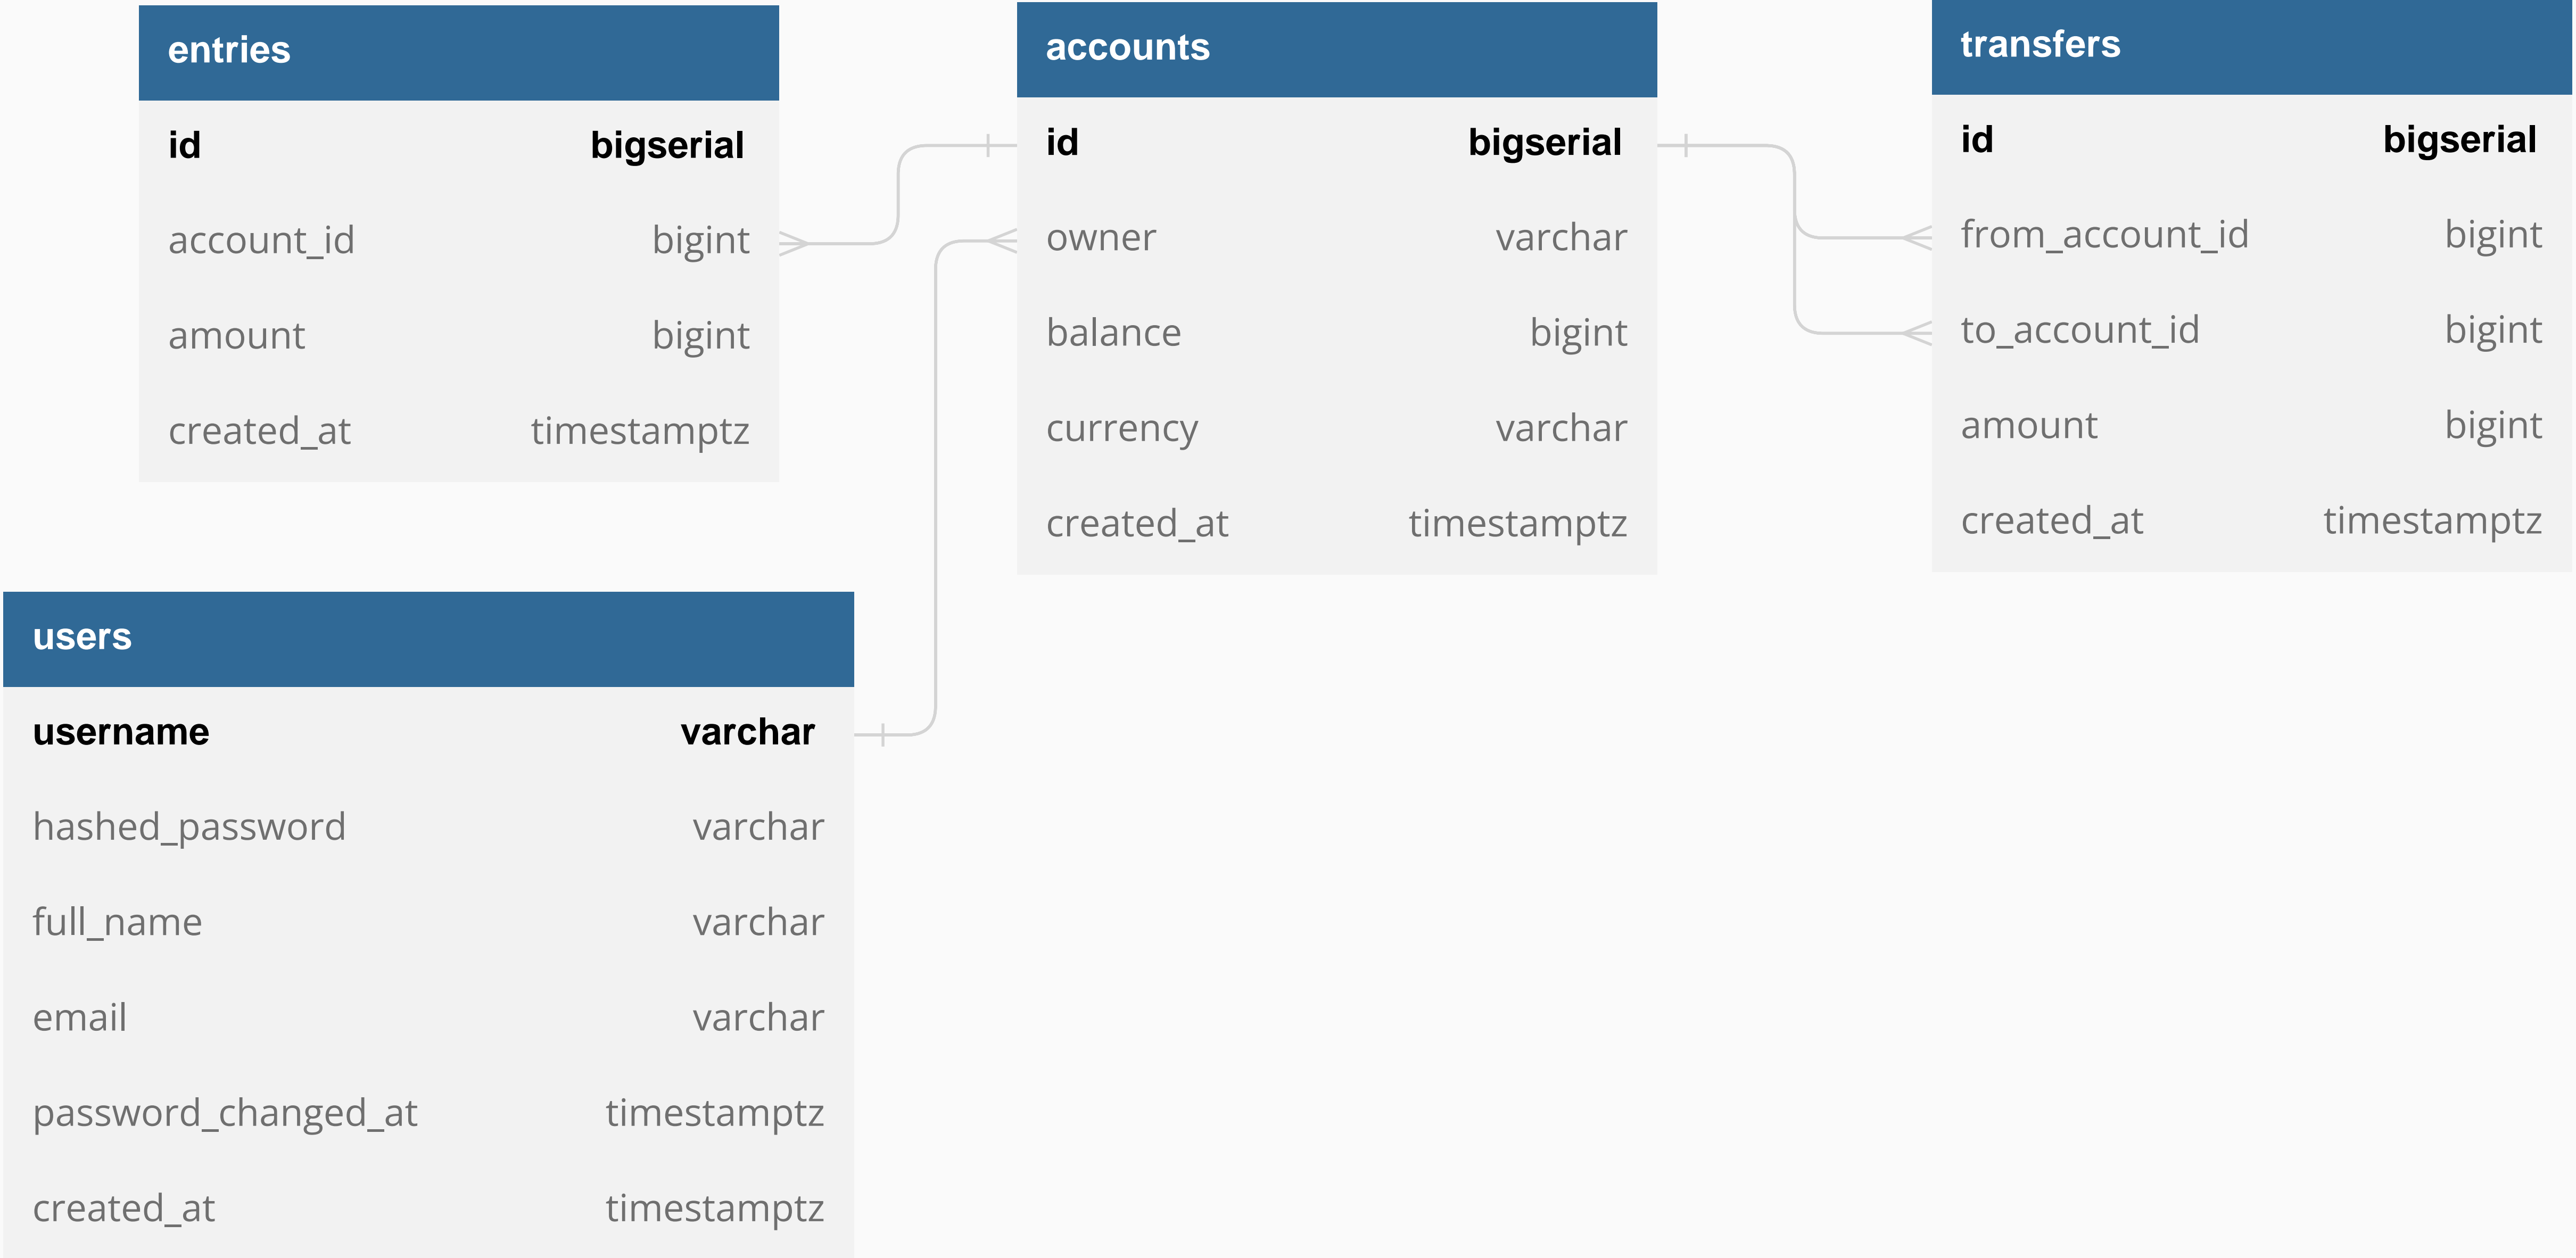 entries
id bigserial
account_id bigint
amount bigint
created_at timestamptz
accounts
id bigserial
owner varchar
balance bigint
currency varchar
created_at timestamptz
transfers
id bigserial
from_account_id bigint
to_account_id bigint
amount bigint
created_at timestamptz
users
username varchar
hashed_password varchar
full_name varchar
email varchar
password_changed_at timestamptz
created_at timestamptz